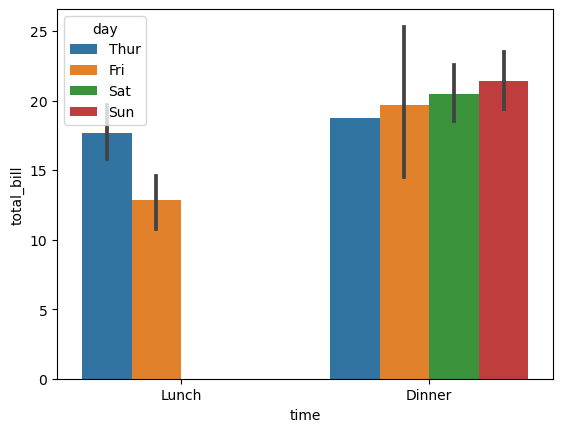 day
Thur
Fri
Sat
Sun
25
20
15
10
5
0
total_bill
Lunch
Dinner
time